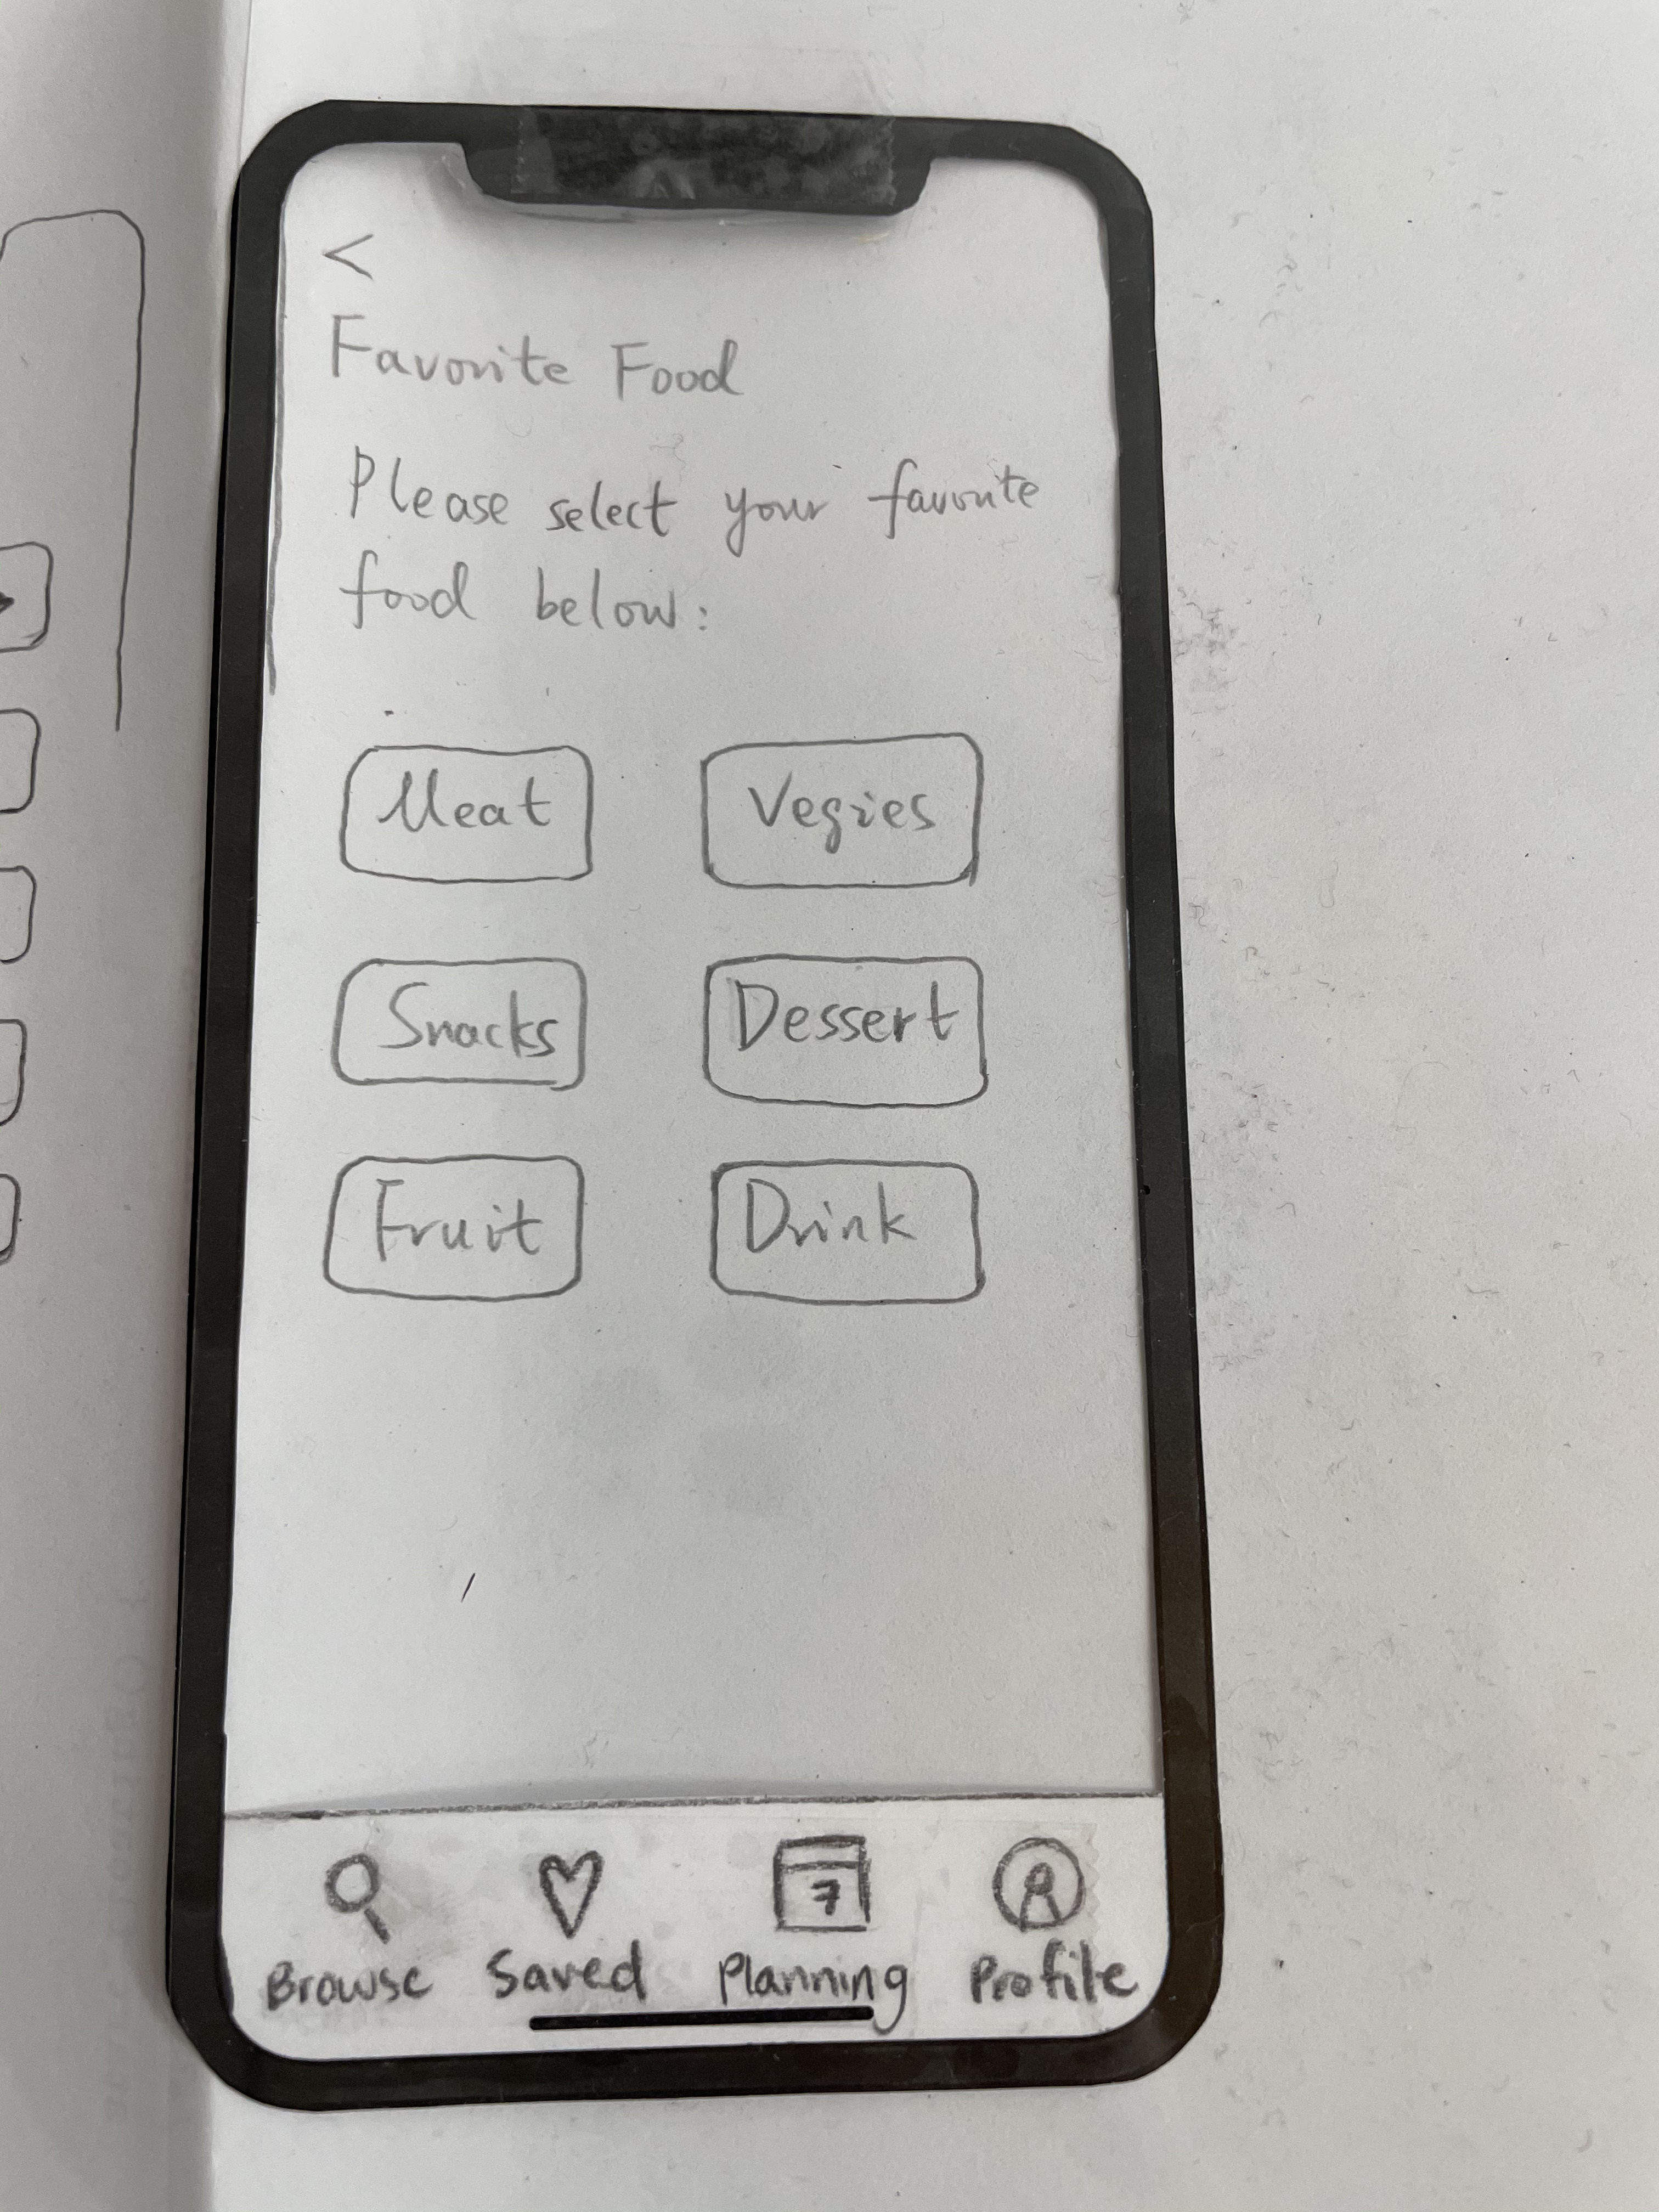 <
Favorite Food
Please select your favorite
food below:
Meat Vegies
Snacks Dessert
Fruit Drink
7
Browse Saved Planning Profile